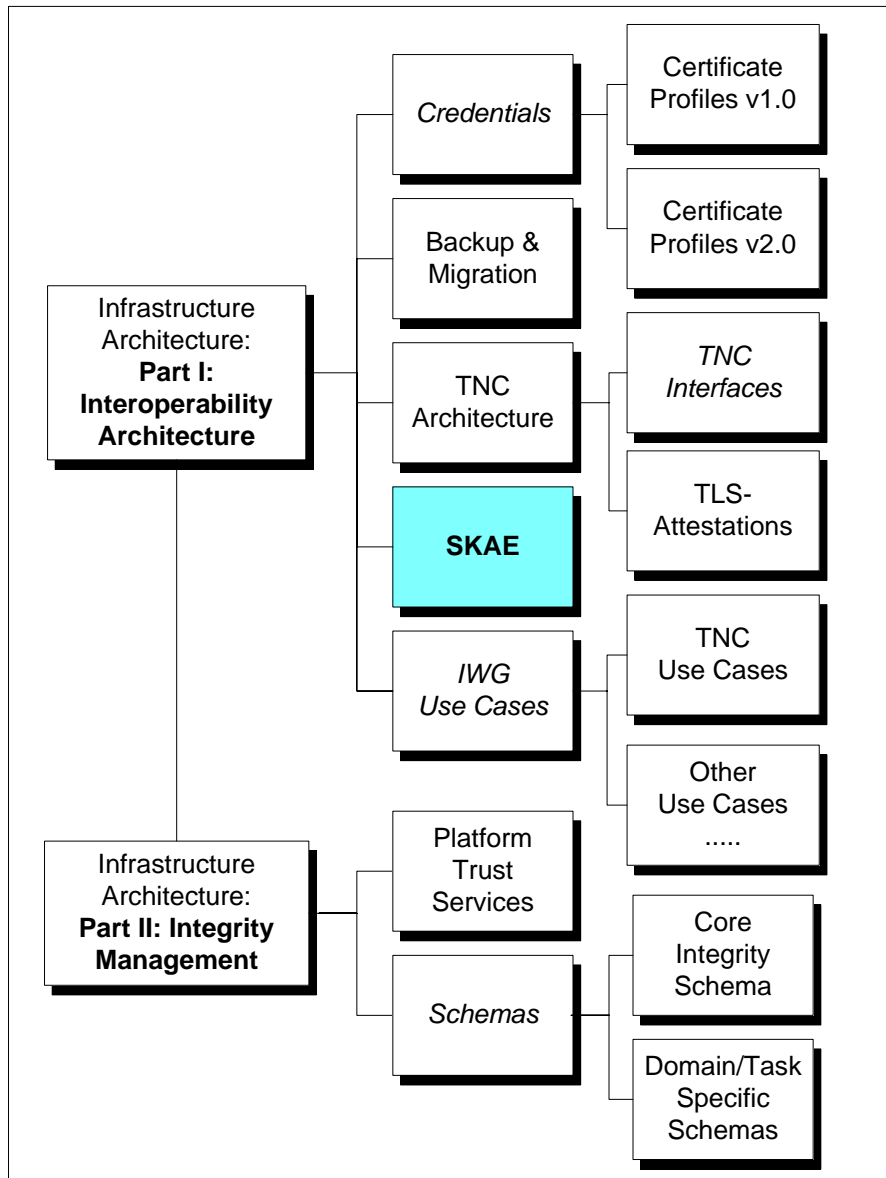 Infrastructure
Architecture:
Part I:
Interoperability
Architecture
Credentials
Certificate
Profiles v1.0
Certificate
Profiles v2.0
Backup &
Migration
TNC
Architecture
TNC
Interfaces
TLS-
Attestations
SKAE
IWG
Use Cases
TNC
Use Cases
Other
Use Cases
.....
Infrastructure
Architecture:
Part II: Integrity
Management
Platform
Trust
Services
Schemas
Core
Integrity
Schema
Domain/Task
Specific
Schemas